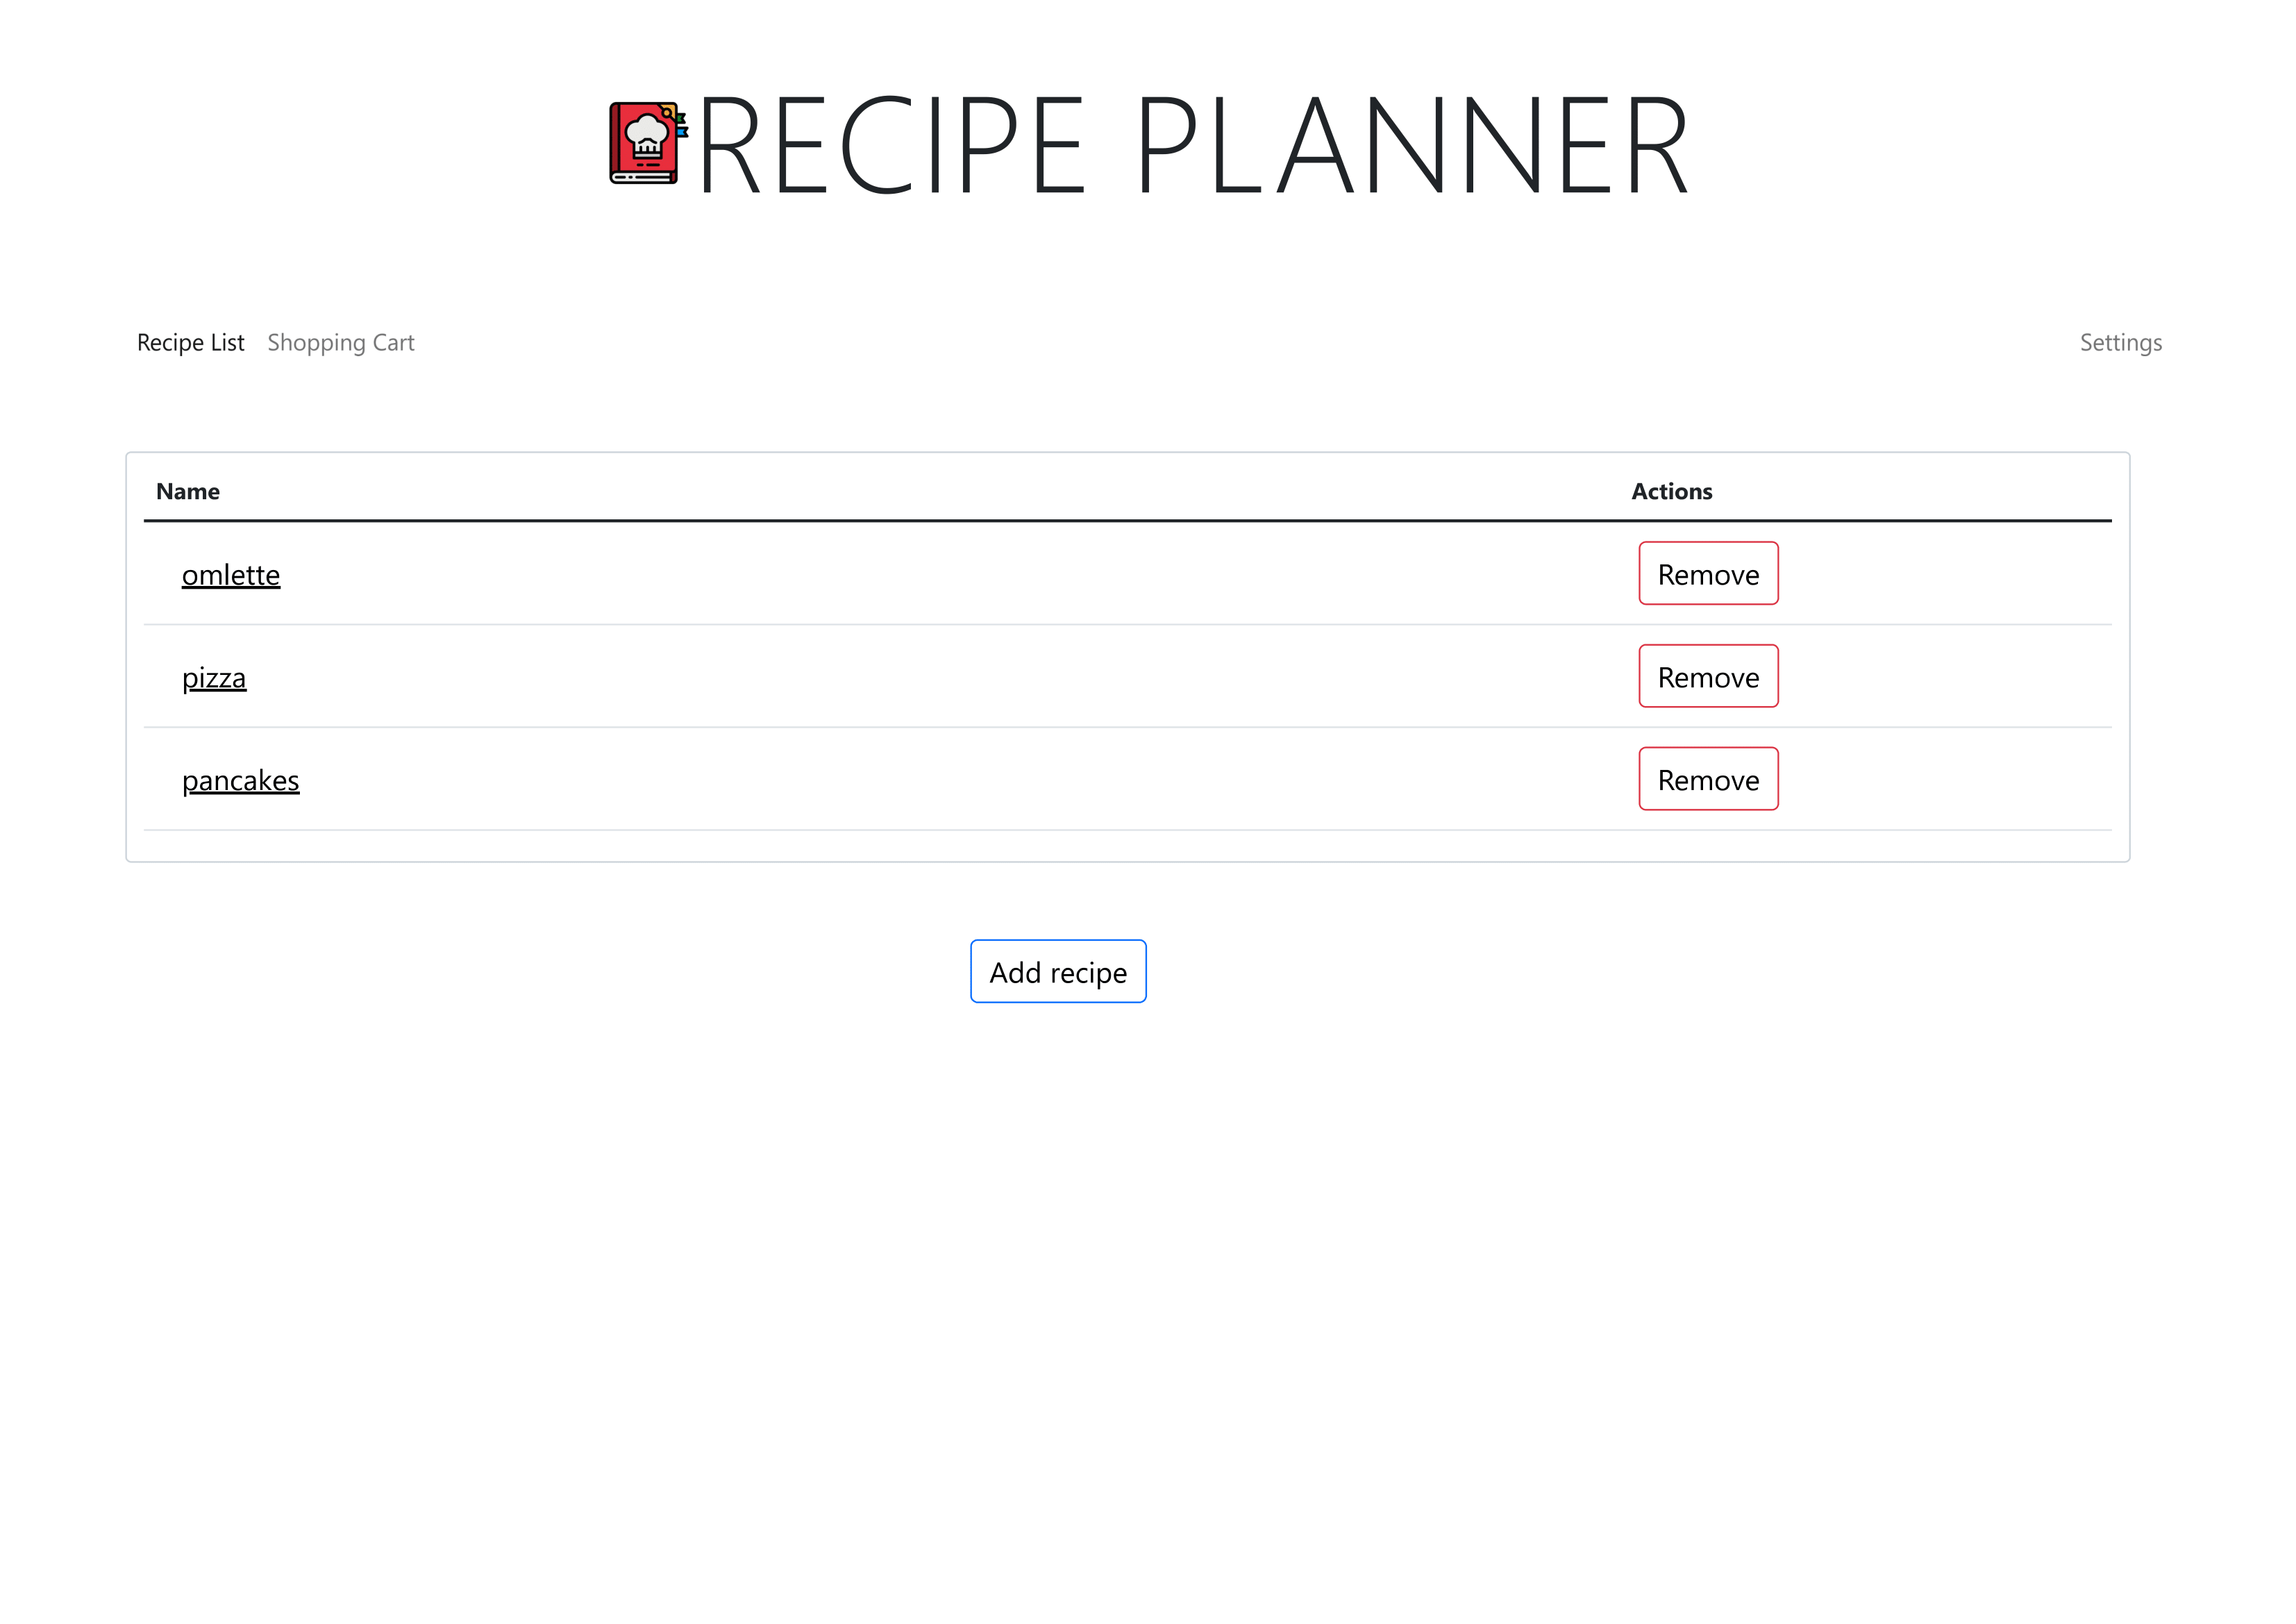 RECIPE PLANNER
Recipe List Shopping Cart Settings
Name Actions
omlette Remove
pizza Remove
pancakes Remove
Add recipe